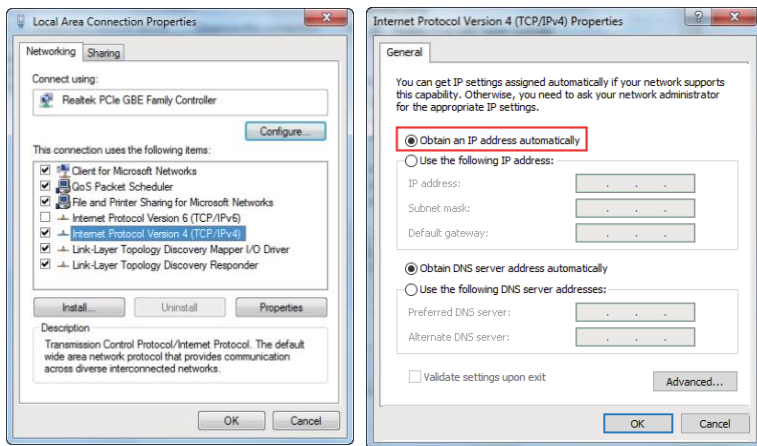 Local Area Connection Properties
Networking
Sharing
Connect using:
Realtek PCIe GBE Family Controller
Configure...
This connection uses the following items:
Client for Microsoft Networks
QoS Packet Scheduler
File and Printer Sharing for Microsoft Networks
Internet Protocol Version 6 (TCP/IPv6)
Internet Protocol Version 4 (TCP/IPv4)
Link-Layer Topology Discovery Mapper I/O Driver
Link-Layer Topology Discovery Responder
Install...
Uninstall
Properties
Description
Transmission Control Protocol/Internet Protocol. The default
wide area network protocol that provides communication
across diverse interconnected networks.
OK
Cancel
Internet Protocol Version 4 (TCP/IPv4) Properties
General
You can get IP settings assigned automatically if your network supports
this capability. Otherwise, you need to ask your network administrator
for the appropriate IP settings.
Obtain an IP address automatically
Use the following IP address:
IP address:
Subnet mask:
Default gateway:
Obtain DNS server address automatically
Use the following DNS server addresses:
Preferred DNS server:
Alternate DNS server:
Validate settings upon exit
Advanced...
OK
Cancel